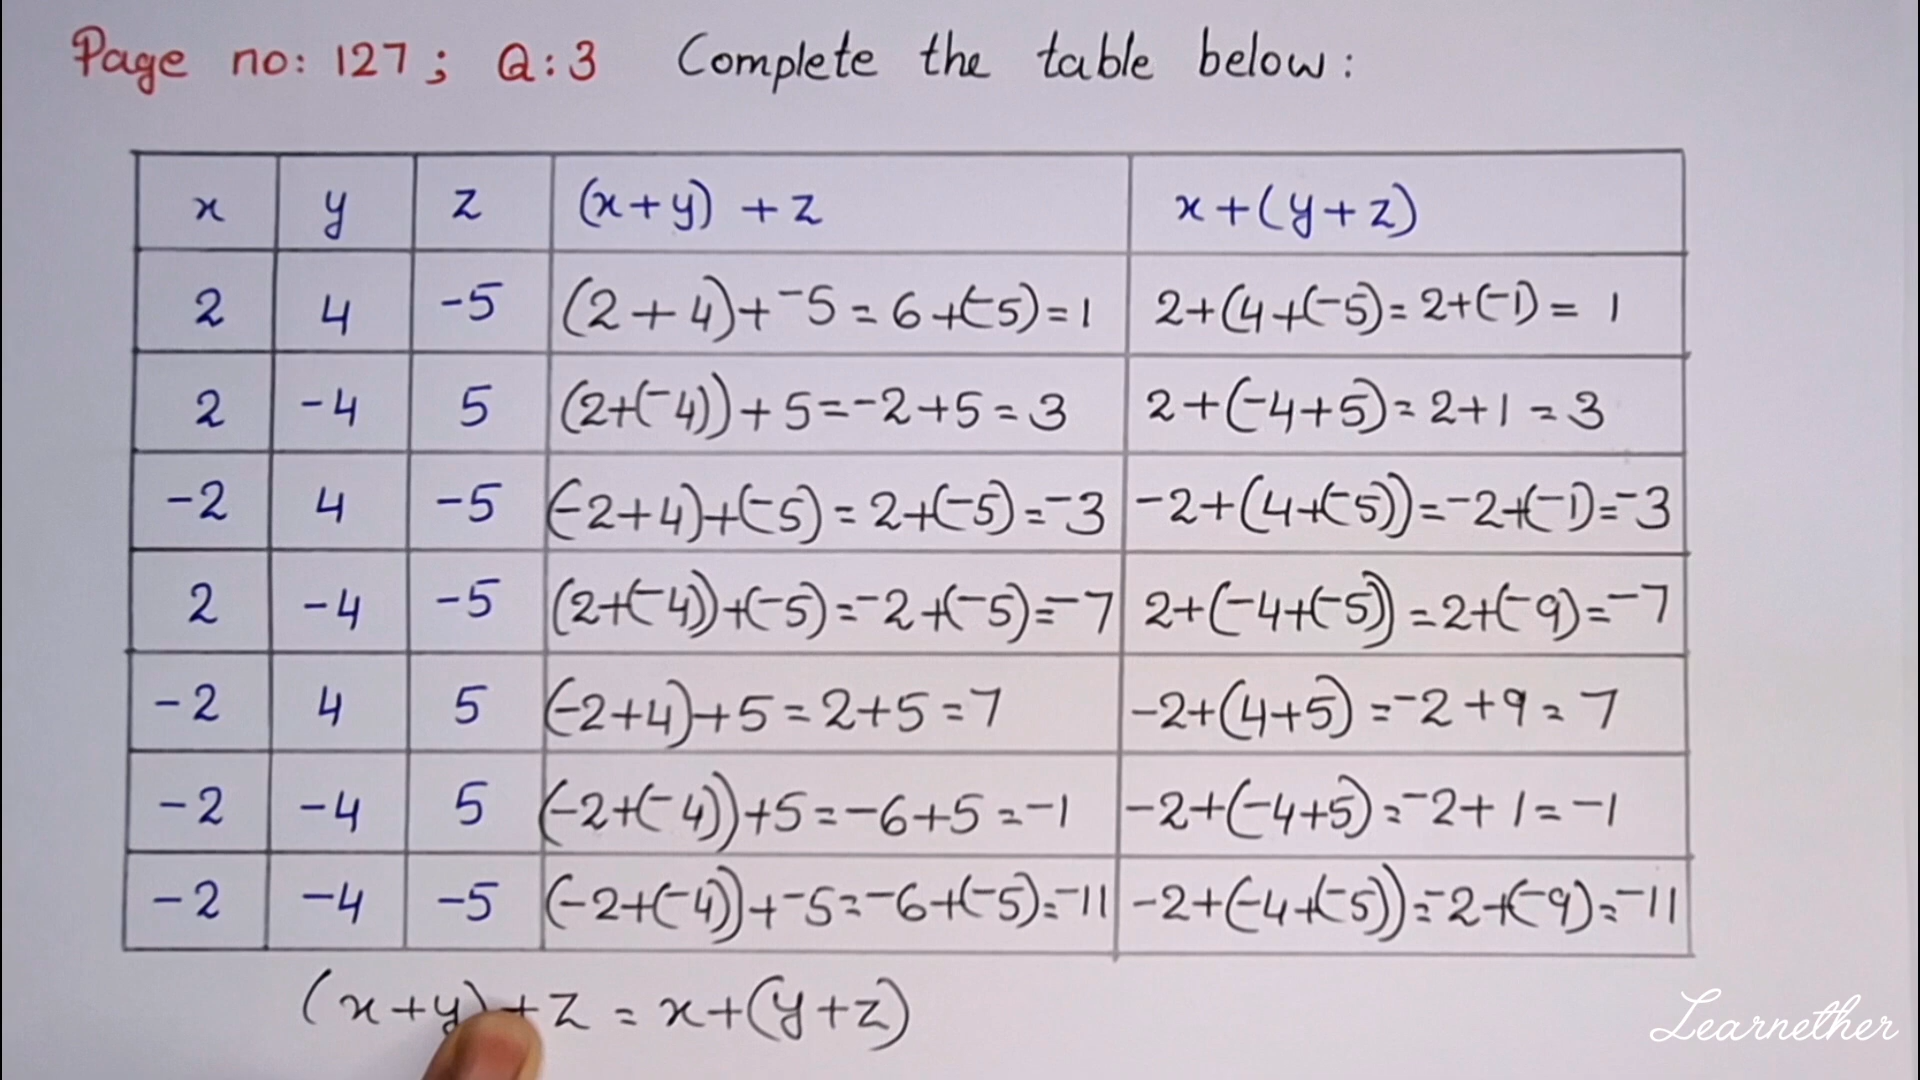 Page no: 127; Q:3 Complete the table below:
x y z (x+y)+z x+(y+z)
2 4 -5 (2+4)+-5=6+(-5)=1 2+(4+(-5)=2+(-1)=1
2 -4 5 (2+(-4))+5=-2+5=3 2+(-4+5)=2+1=3
-2 4 -5 (-2+4)+(-5)=2+(-5)=-3 -2+(4+(-5))=-2+(-1)=-3
2 -4 -5 (2+(-4))+(-5)=-2+(-5)=-7 2+(-4+(-5))=2+(-9)=-7
-2 4 5 (-2+4)+5=2+5=7 -2+(4+5)=-2+9=7
-2 -4 5 (-2+(-4))+5=-6+5=-1 -2+(-4+5)=-2+1=-1
-2 -4 -5 (-2+(-4))+-5=-6+(-5)=-11 -2+(-4+(-5))=-2+(-9)=-11
(x+y)+z=x+(y+z)
Learnether